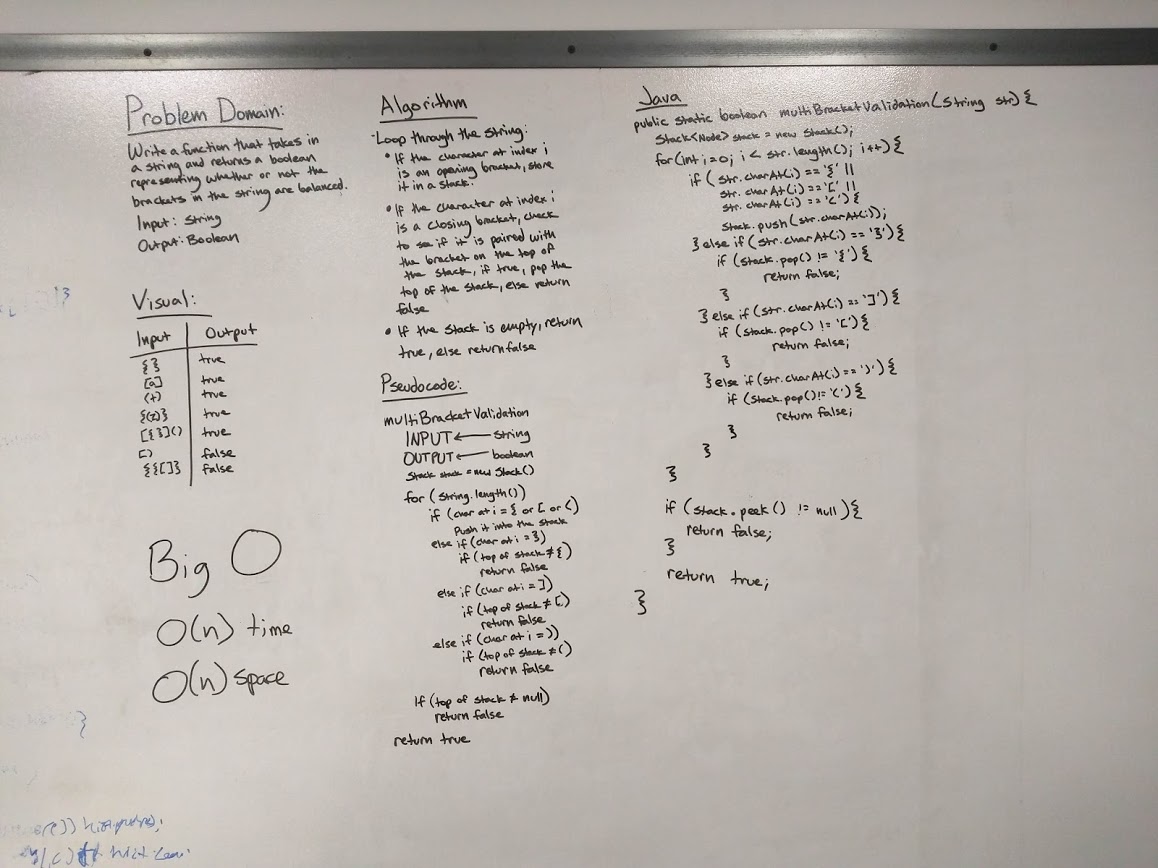 Problem Domain:
Write a function that takes in
a string and returns a boolean
representing whether or not the
brackets in the string are balanced.
Input: String
Output: Boolean
Visual:
Input Output
{} true
[a] true
(+) true
{(z)} true
[{}]() true
[) false
{{[]} false
Big O
O(n) time
O(n) space
Algorithm
-Loop through the string:
• If the character at index i
is an opening bracket, store
it in a stack.
• If the character at index i
is a closing bracket, check
to see if it is paired with
the bracket on the top of
the stack, if true, pop the
top of the stack, else return
false
• If the stack is empty, return
true, else return false
Pseudocode:
multiBracketValidation
INPUT ← string
OUTPUT ← boolean
Stack stack = new Stack()
for (string.length())
if (char at i = { or [ or ()
Push it into the stack
else if (char at i = })
if (top of stack ≠ {)
return false
else if (char at i = ])
if (top of stack ≠ [)
return false
else if (char at i = ))
if (top of stack ≠ ()
return false
if (top of stack ≠ null)
return false
return true
Java
public static boolean multiBracketValidation(String str) {
Stack<Node> stack = new Stack();
for(int i=0; i < str.length(); i++) {
if ( str.charAt(i) == '{' ||
str.charAt(i) == '[' ||
str.charAt(i) == '(') {
Stack.push(str.charAt(i));
} else if (str.charAt(i) == '}') {
if (stack.pop() != '{') {
return false;
}
} else if (str.charAt(i) == ']') {
if (stack.pop() != '[') {
return false;
}
} else if (str.charAt(i) == ')') {
if (stack.pop() != '(') {
return false;
}
}
}
if (stack.peek() != null) {
return false;
}
return true;
}